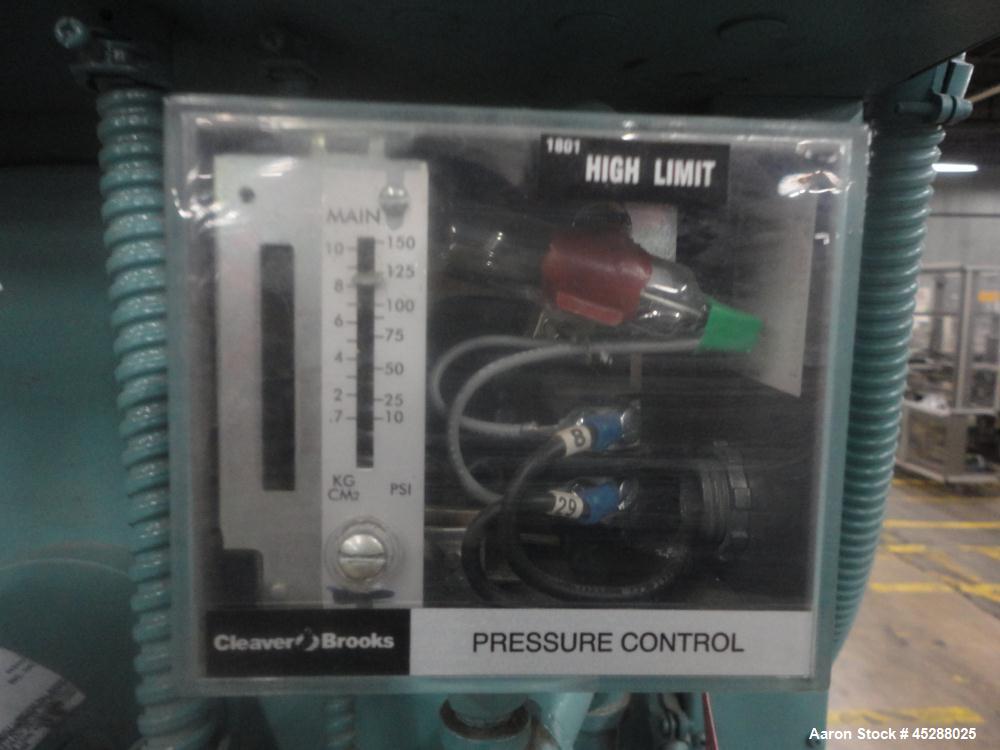 1801
HIGH LIMIT
MAIN
10 150
125
8
100
6
75
4
50
2
25
.7 10
KG
CM2 PSI
8
29
Cleaver Brooks
PRESSURE CONTROL
Aaron Stock # 45288025